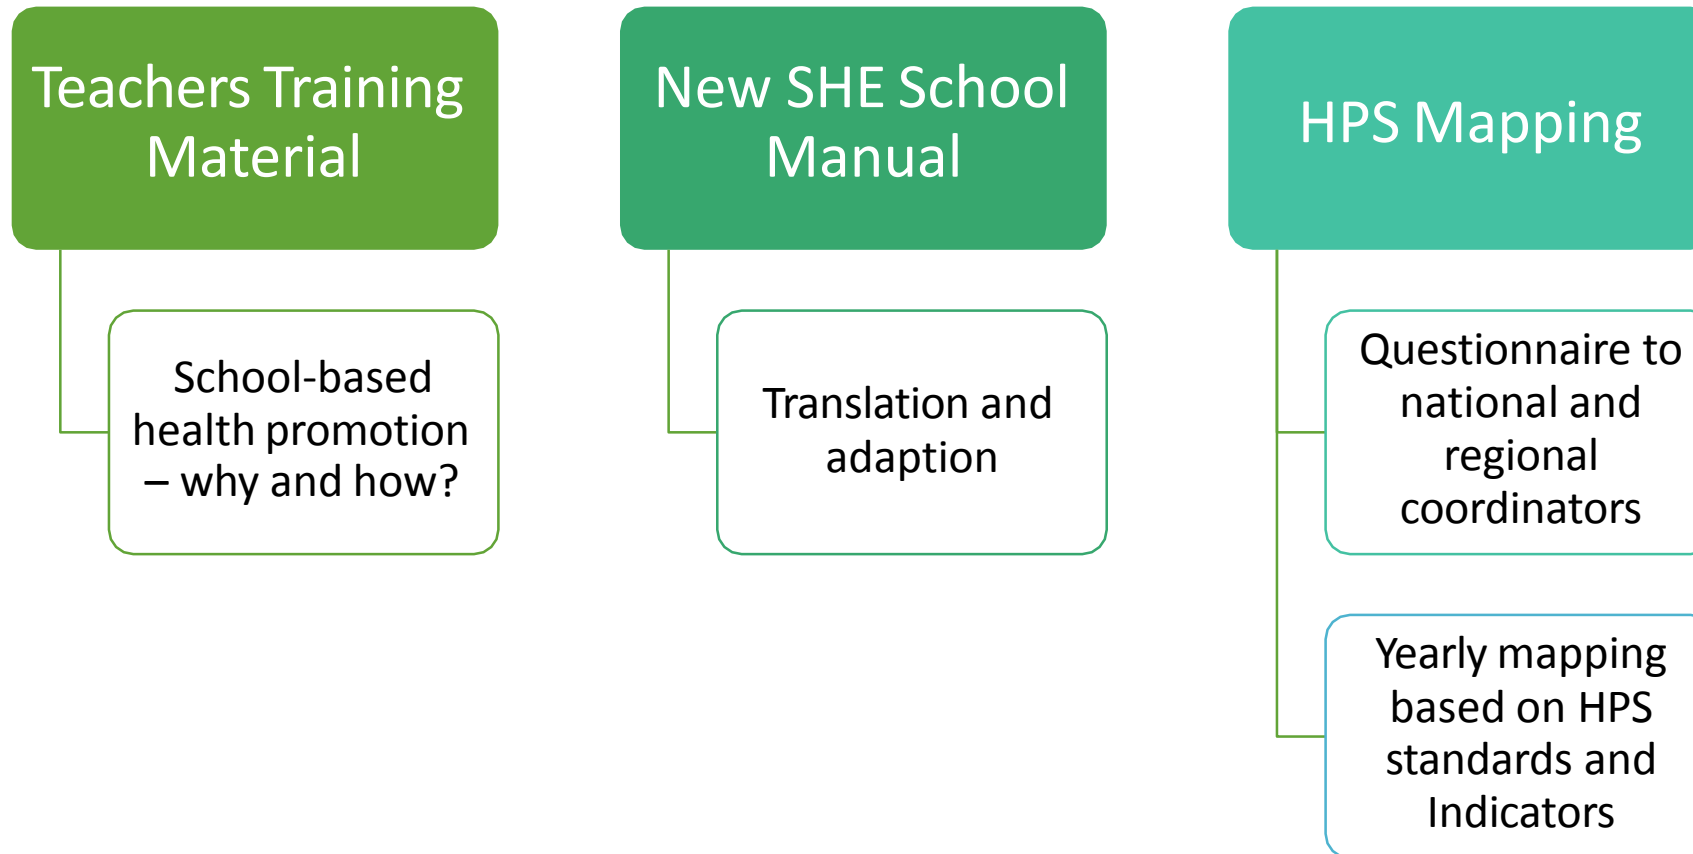 Teachers Training
Material
School-based
health promotion
– why and how?
New SHE School
Manual
Translation and
adaption
HPS Mapping
Questionnaire to
national and
regional
coordinators
Yearly mapping
based on HPS
standards and
Indicators